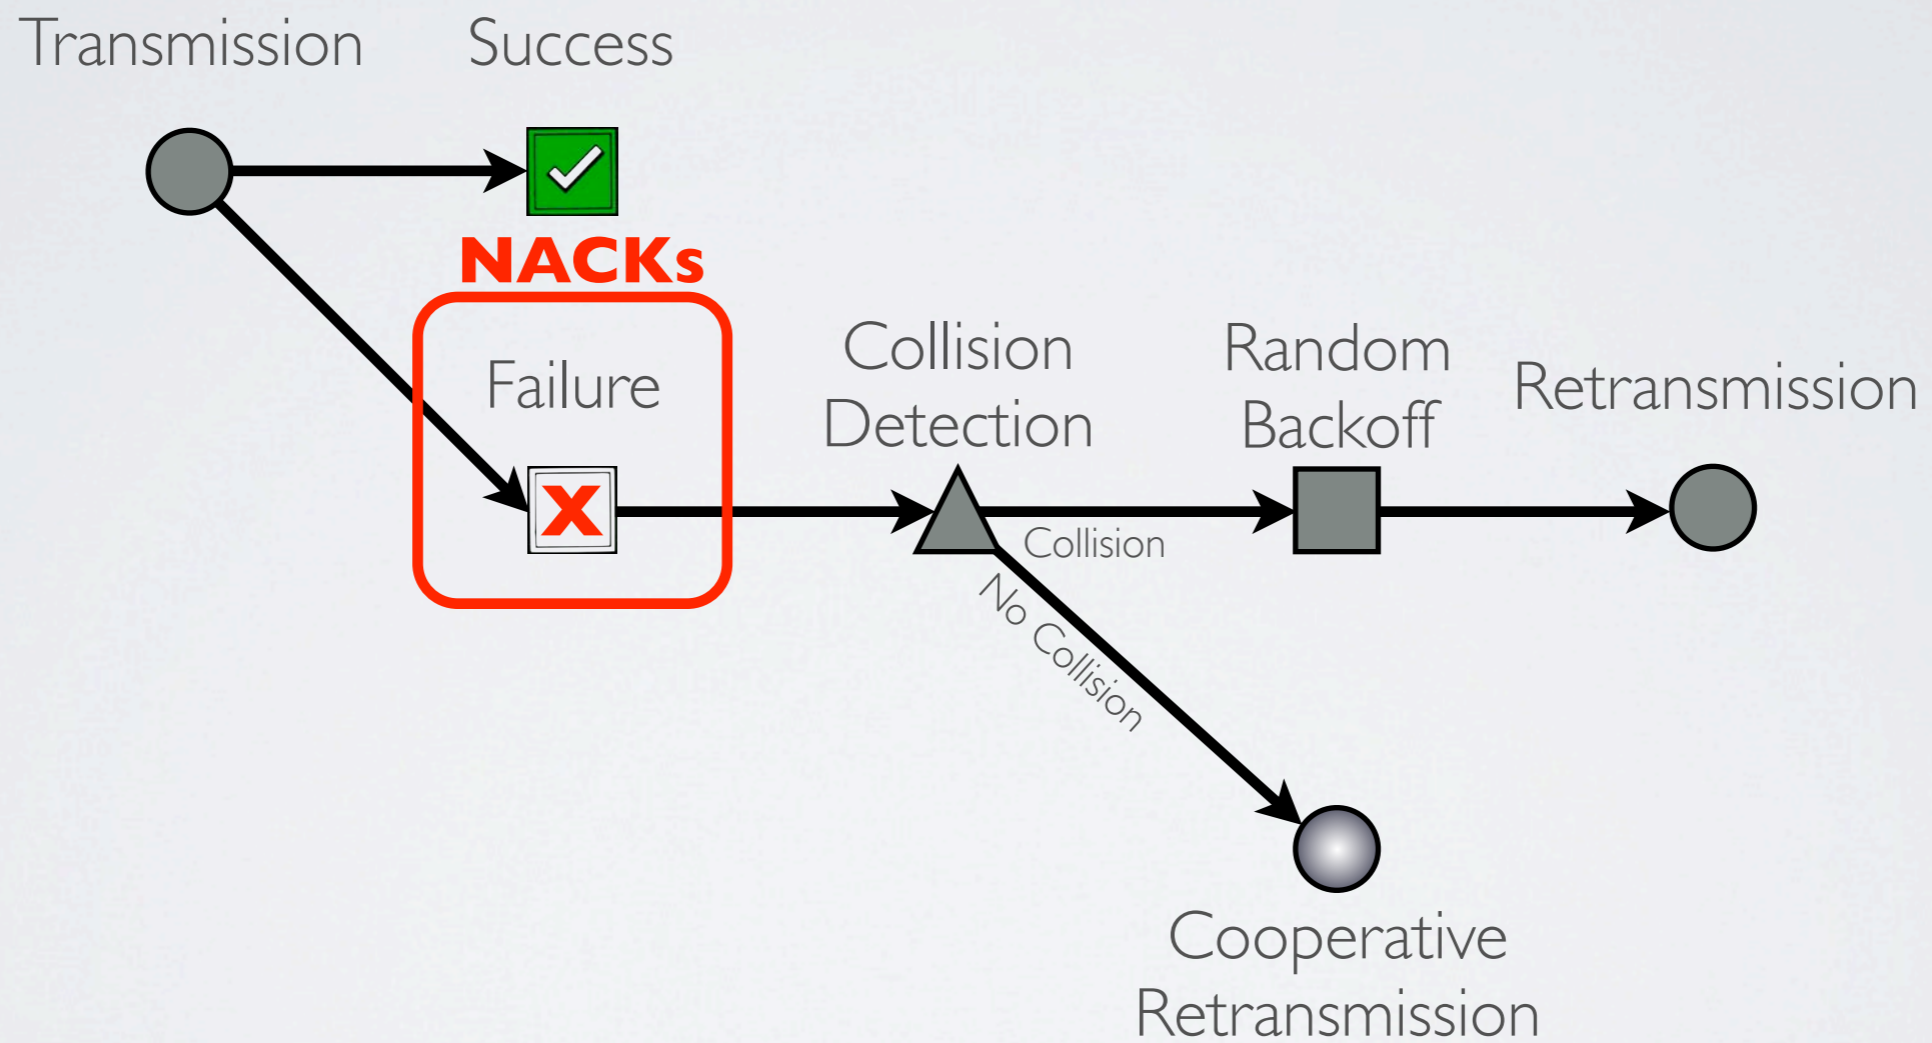 Transmission
Success
NACKs
Failure
X
Collision
Detection
Random
Backoff
Retransmission
Collision
No Collision
Cooperative
Retransmission